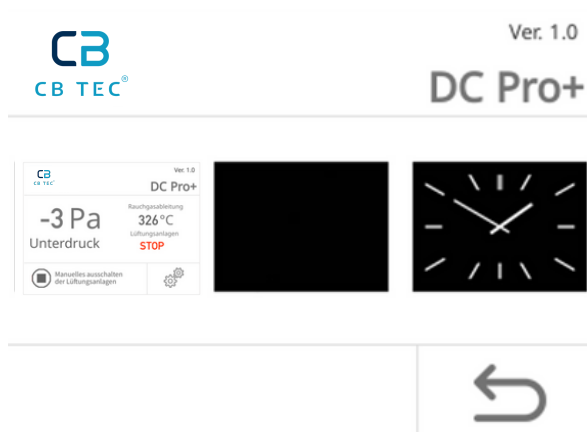 CB
CB TEC®
Ver. 1.0
DC Pro+
CB
CB TEC
Ver. 1.0
DC Pro+
-3 Pa
Unterdruck
Rauchgasableitung
326 °C
Lüftungsanlagen
STOP
Manuelles ausschalten
der Lüftungsanlagen